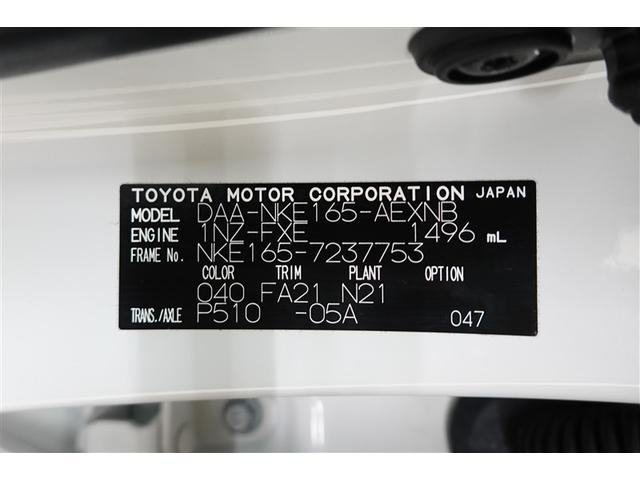 TOYOTA MOTOR CORPORATION JAPAN
MODEL DAA-NKE165-AEXNB
ENGINE 1NZ-FXE 1496 mL
FRAME No. NKE165-7237753
COLOR TRIM PLANT OPTION
040 FA21 N21
TRANS./AXLE P510 -05A 047